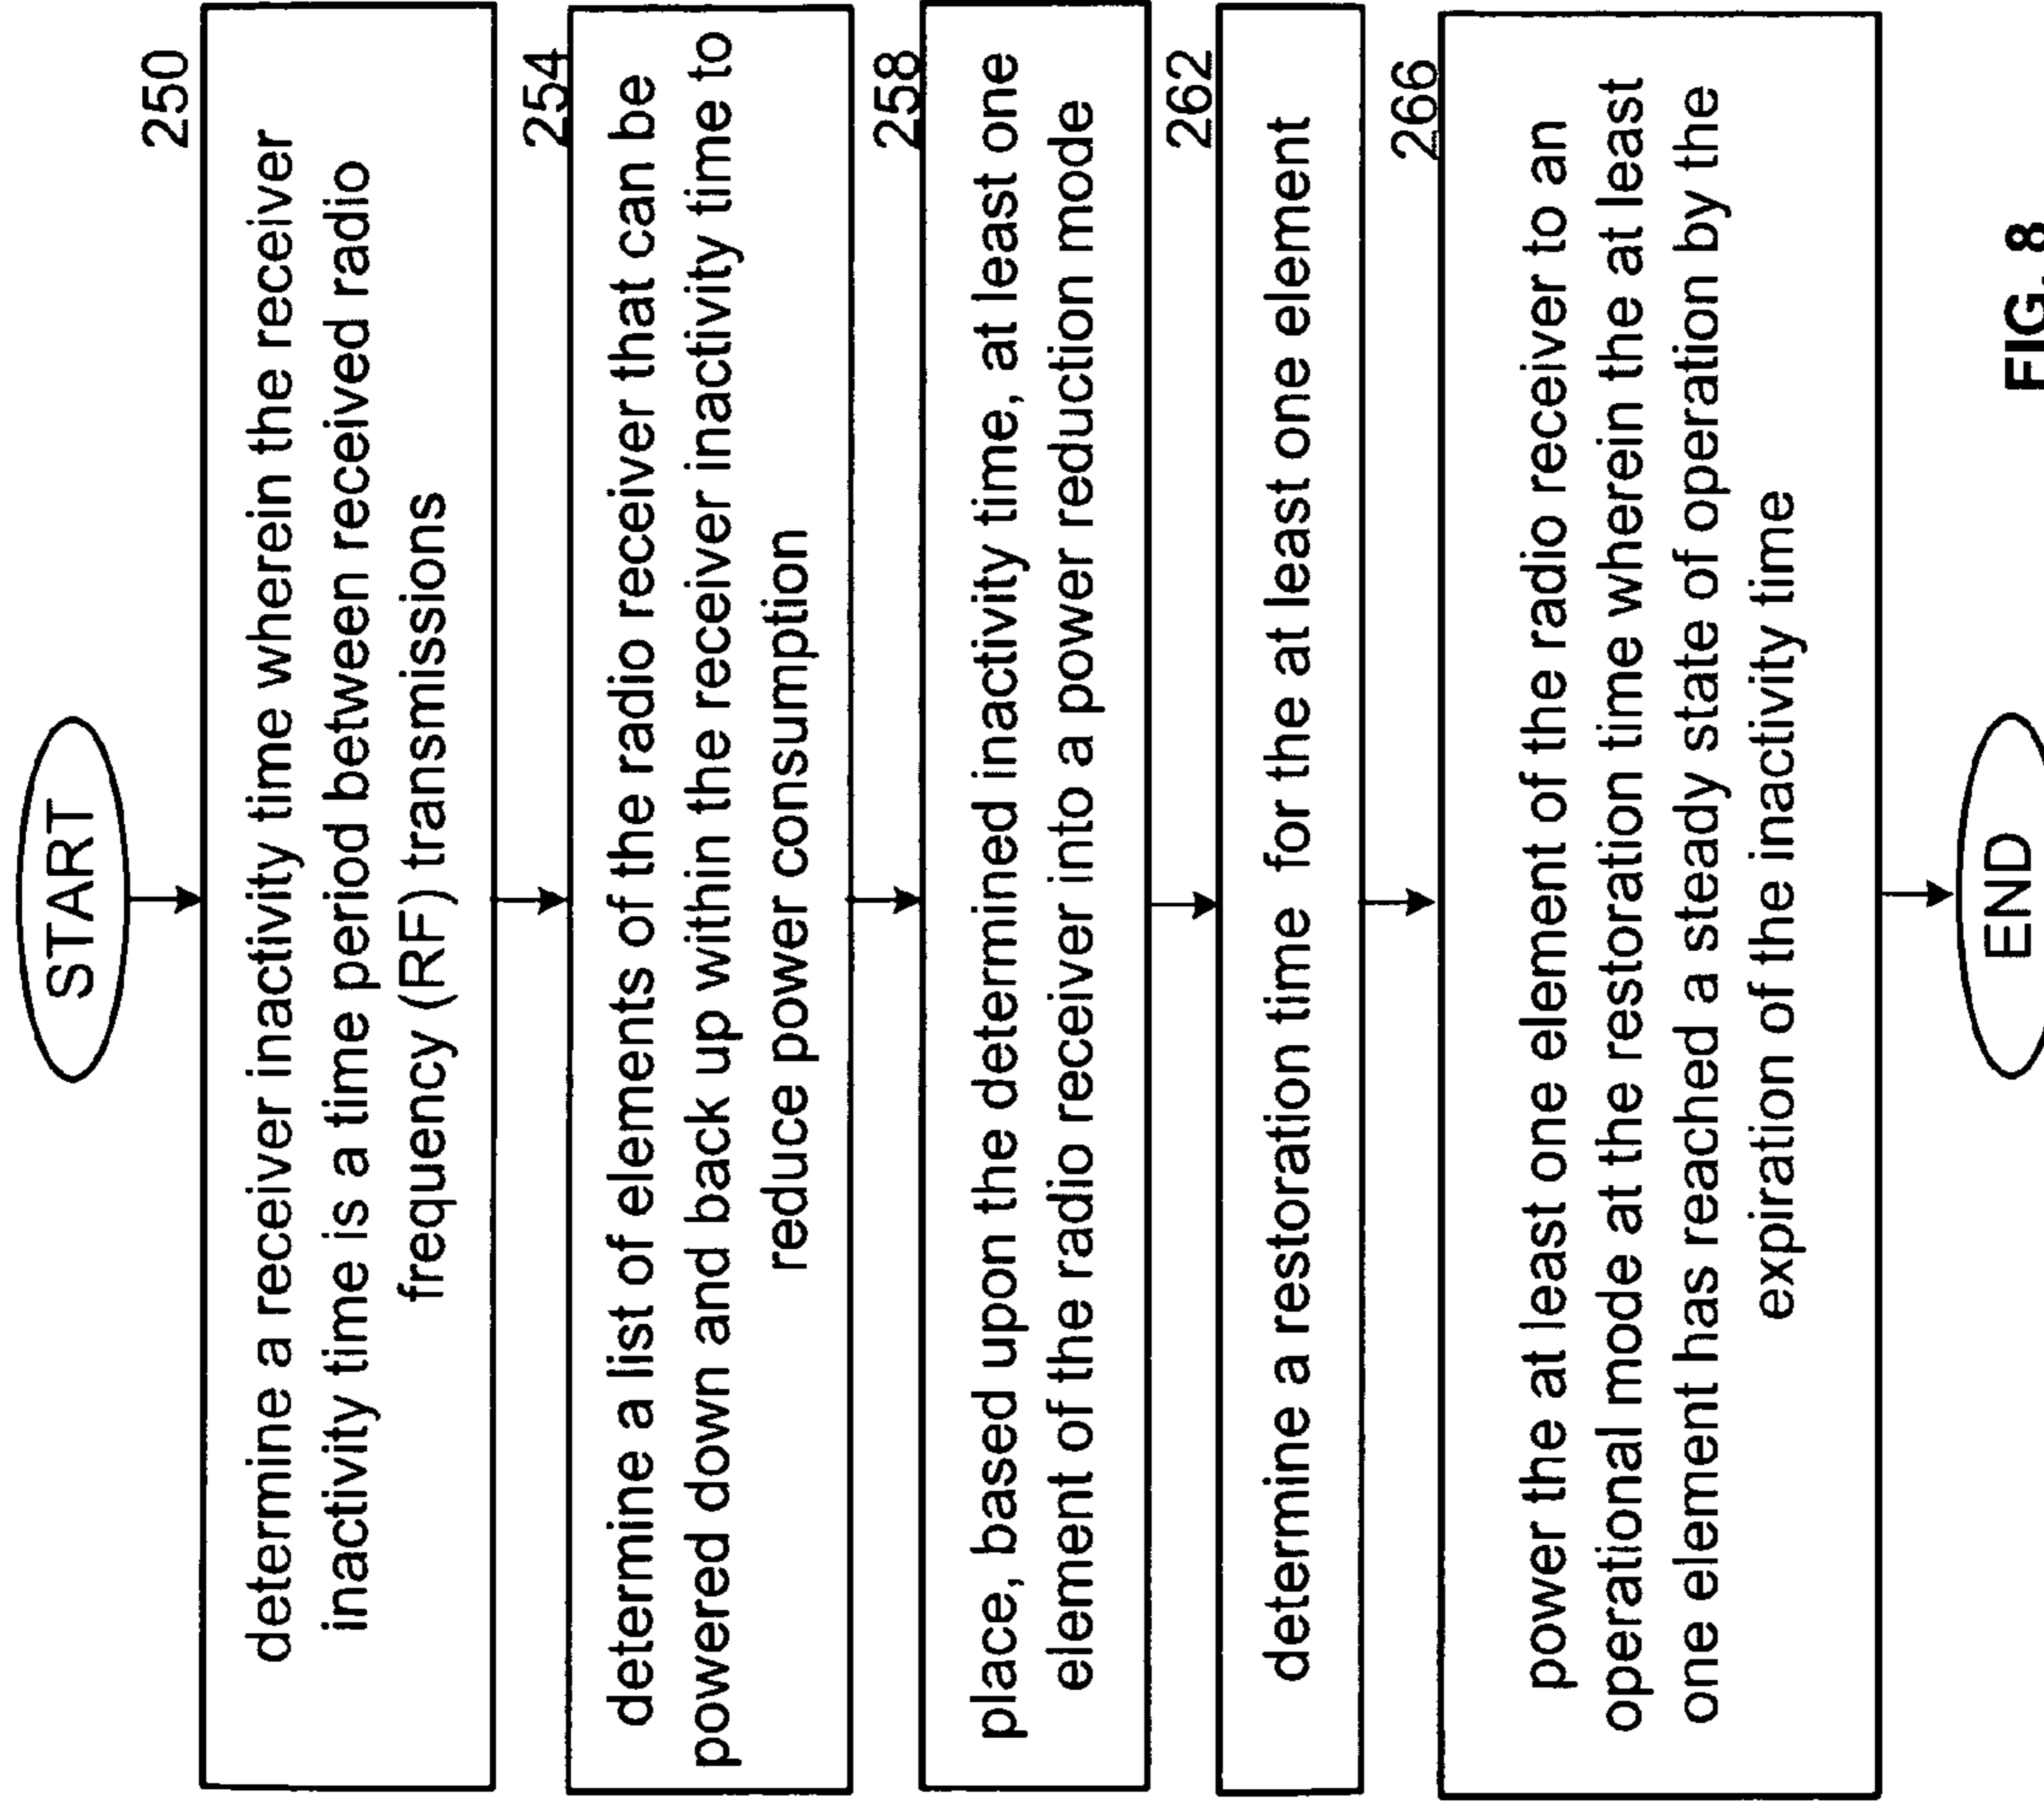 START
250
determine a receiver inactivity time wherein the receiver
inactivity time is a time period between received radio
frequency (RF) transmissions
254
determine a list of elements of the radio receiver that can be
powered down and back up within the receiver inactivity time to
reduce power consumption
258
place, based upon the determined inactivity time, at least one
element of the radio receiver into a power reduction mode
262
determine a restoration time for the at least one element
266
power the at least one element of the radio receiver to an
operational mode at the restoration time wherein the at least
one element has reached a steady state of operation by the
expiration of the inactivity time
END
FIG. 8